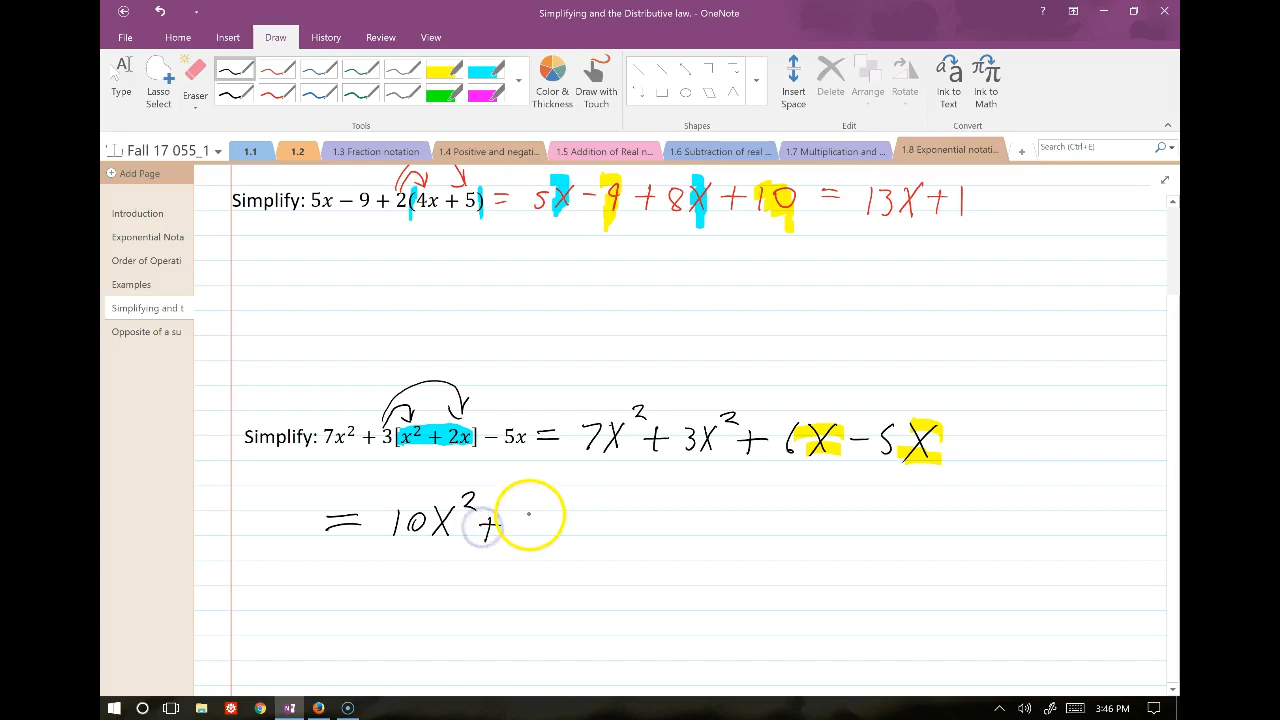 Simplifying and the Distributive law. - OneNote
?
File Home Insert Draw History Review View
Type Lasso Select Eraser Color & Thickness Draw with Touch Insert Space Delete Arrange Rotate Ink to Text Ink to Math
Tools Shapes Edit Convert
Fall 17 055_1 1.1 1.2 1.3 Fraction notation 1.4 Positive and negati... 1.5 Addition of Real n... 1.6 Subtraction of real ... 1.7 Multiplication and ... 1.8 Exponential notati... Search (Ctrl+E)
Add Page
Introduction
Exponential Nota
Order of Operati
Examples
Simplifying and t
Opposite of a su
Simplify: 5x − 9 + 2(4x + 5) = 5x − 9 + 8x + 10 = 13x + 1
Simplify: 7x² + 3[x² + 2x] − 5x = 7x² + 3x² + 6x − 5x
= 10x² +
3:46 PM